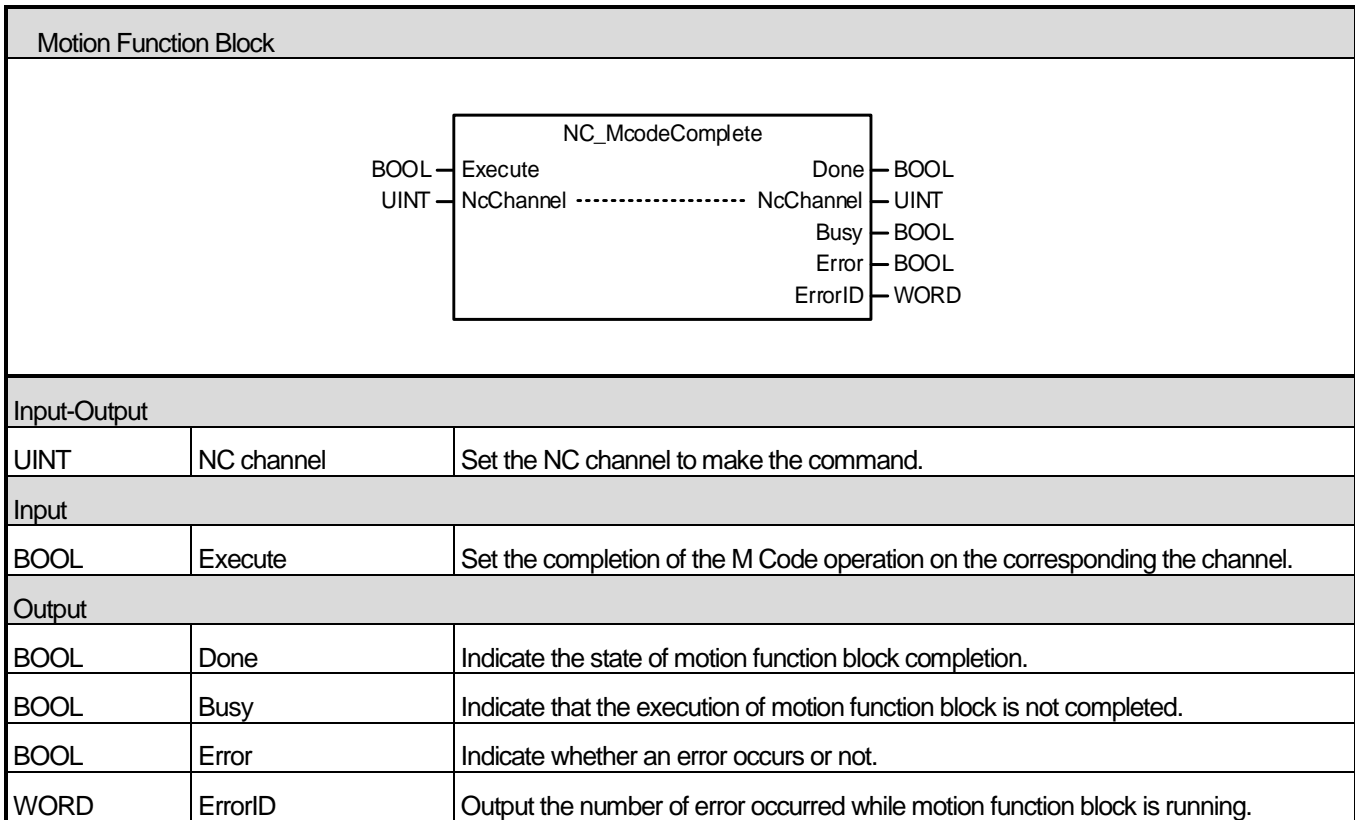 Motion Function Block
NC_McodeComplete
BOOL Execute Done BOOL
UINT NcChannel NcChannel UINT
Busy BOOL
Error BOOL
ErrorID WORD
Input-Output
UINT NC channel Set the NC channel to make the command.
Input
BOOL Execute Set the completion of the M Code operation on the corresponding the channel.
Output
BOOL Done Indicate the state of motion function block completion.
BOOL Busy Indicate that the execution of motion function block is not completed.
BOOL Error Indicate whether an error occurs or not.
WORD ErrorID Output the number of error occurred while motion function block is running.